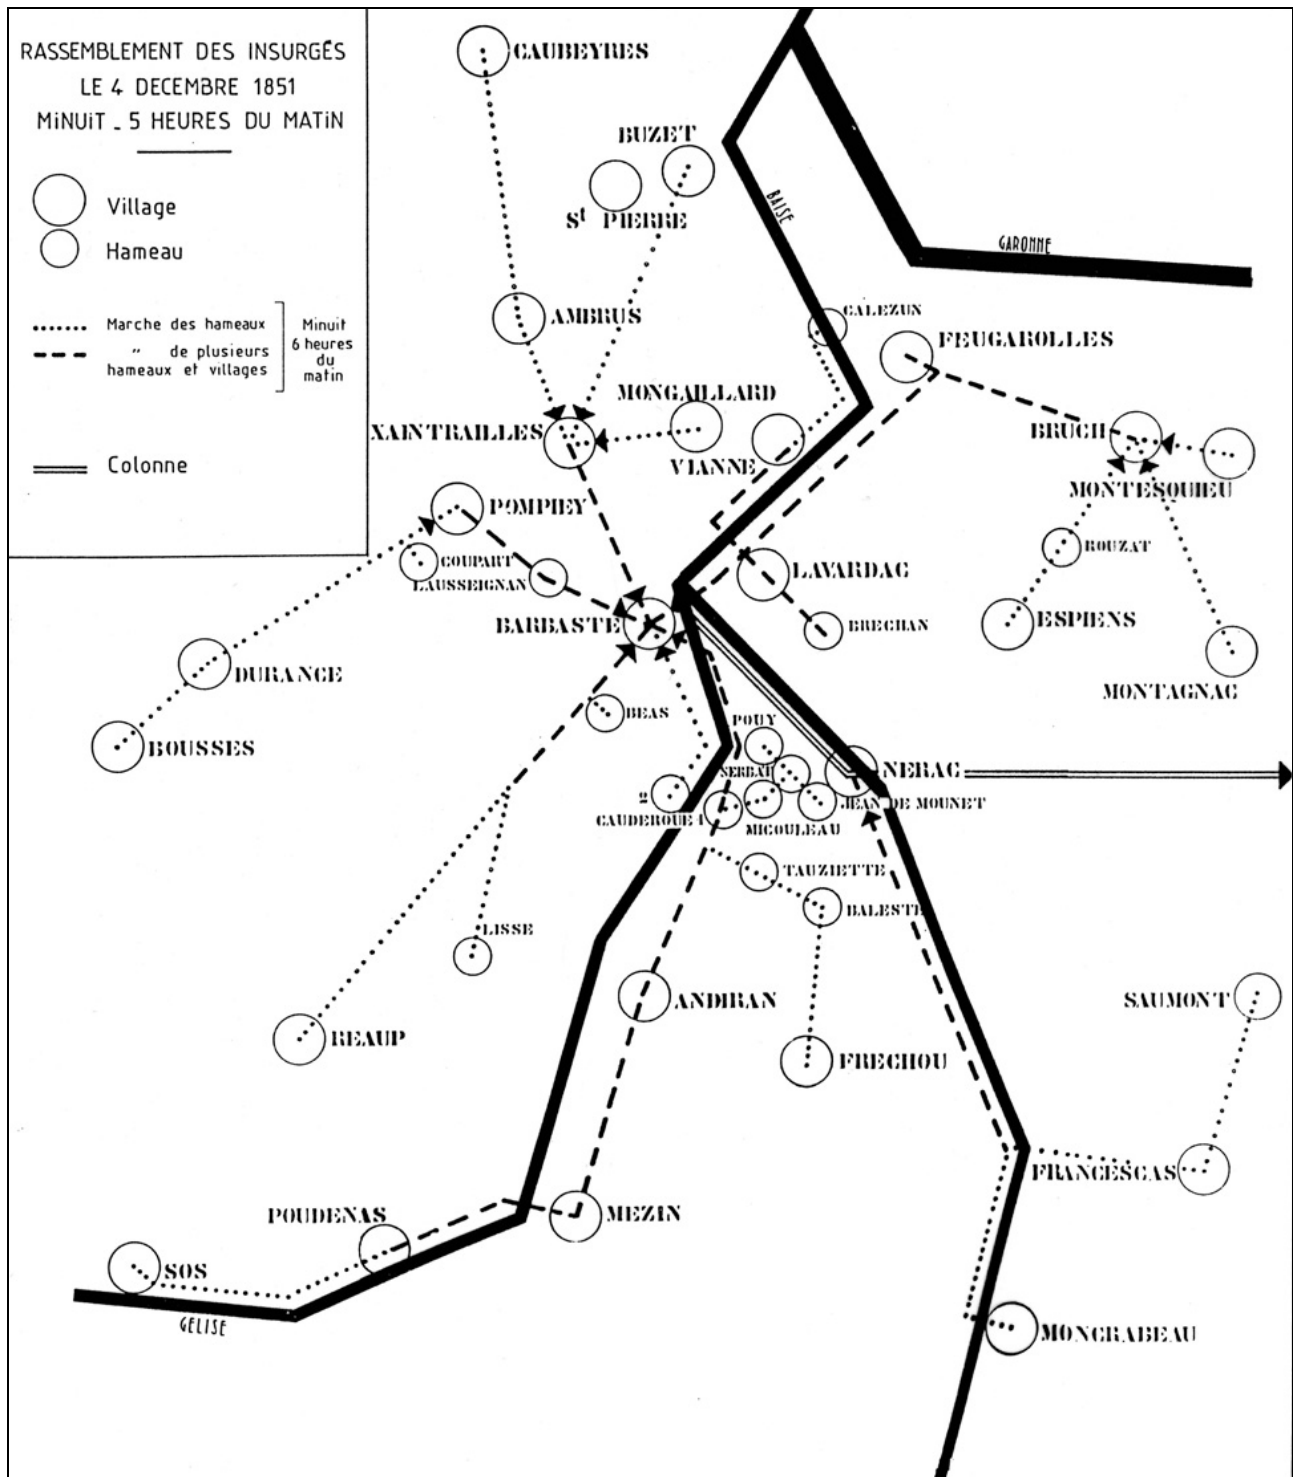 RASSEMBLEMENT DES INSURGÉS
LE 4 DECEMBRE 1851
MiNUiT _ 5 HEURES DU MATiN
Village
Hameau
Marche des hameaux
" de plusieurs
hameaux et villages
Minuit
6 heures
du
matin
Colonne
CAUBEYRES
BUZET
St PIERRE
BAISE
GARONNE
AMBRUS
CALEZUN
FEUGAROLLES
MONGAILLARD
XAINTRAILLES
VIANNE
BRUCH
MONTESQUIEU
POMPIEY
COUPART
LAUSSEIGNAN
LAVARDAC
ROUZAT
BARBASTE
BRECHAN
ESPIENS
DURANCE
MONTAGNAC
BEAS
POUY
BOUSSES
SERBAT
NERAC
2
JEAN DE MOUNET
CAUDEROUE 1
MICOULEAU
TAUZIETTE
BALESTE
LISSE
ANDIRAN
SAUMONT
REAUP
FRECHOU
FRANCESCAS
POUDENAS
MEZIN
SOS
GELISE
MONCRABEAU